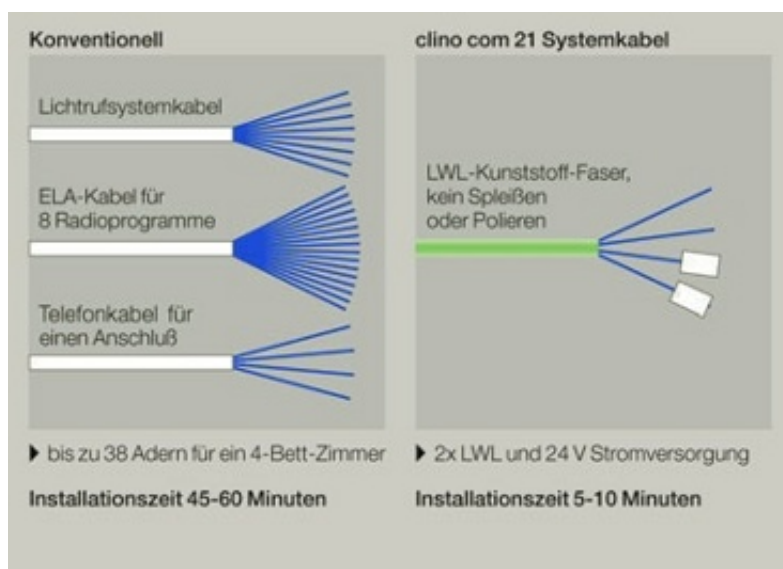 Konventionell
Lichtrufsystemkabel
ELA-Kabel für
8 Radioprogramme
Telefonkabel für
einen Anschluß
bis zu 38 Adern für ein 4-Bett-Zimmer
Installationszeit 45-60 Minuten
clino com 21 Systemkabel
LWL-Kunststoff-Faser,
kein Spleißen
oder Polieren
2x LWL und 24 V Stromversorgung
Installationszeit 5-10 Minuten